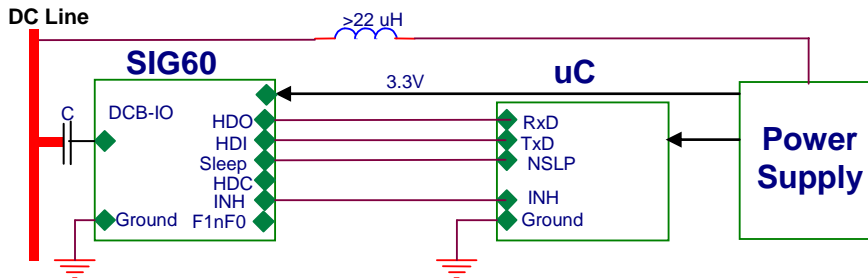 DC Line
>22 uH
SIG60
uC
3.3V
C
DCB-IO
HDO
HDI
Sleep
HDC
INH
F1nF0
Ground
RxD
TxD
NSLP
INH
Ground
Power
Supply